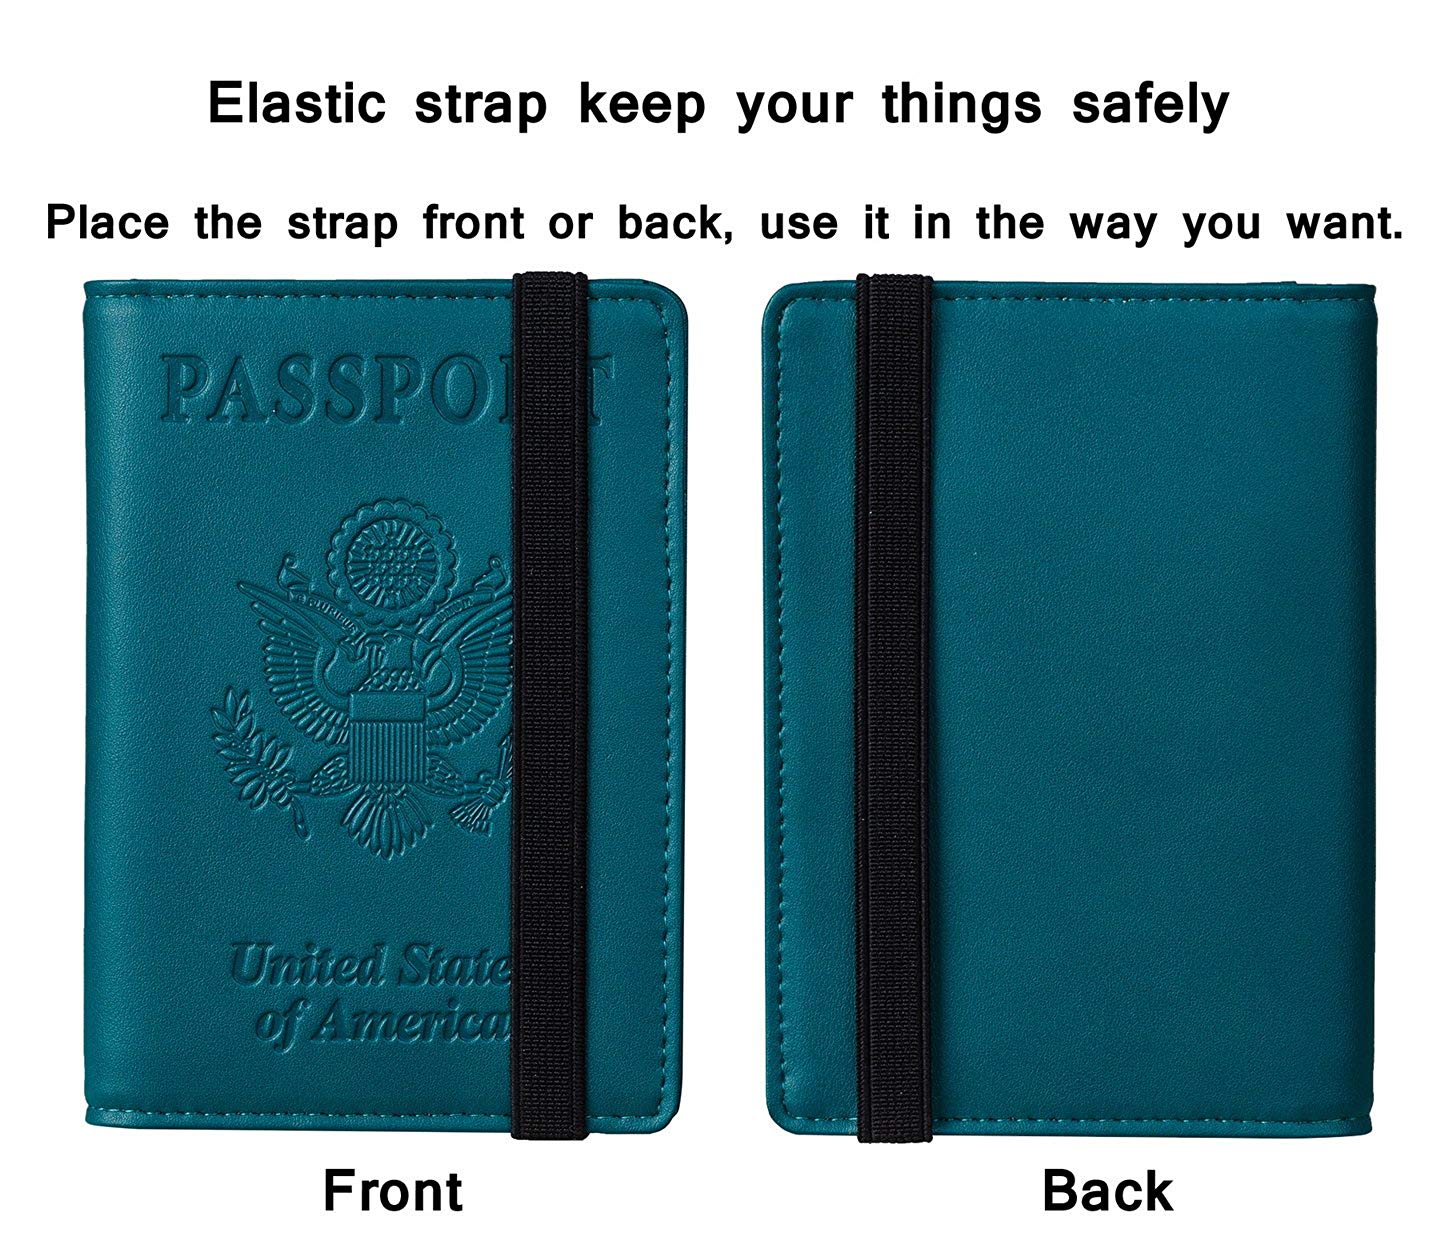 Elastic strap keep your things safely
Place the strap front or back, use it in the way you want.
PASSPORT
United State
of America
Front
Back